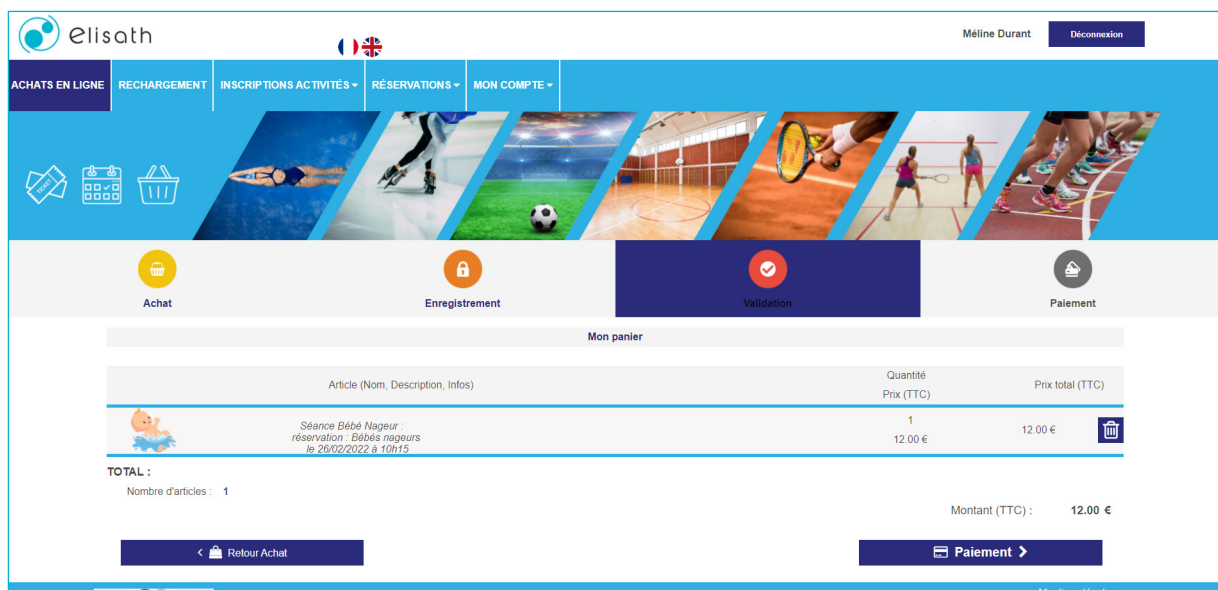 elisath
Méline Durant
Déconnexion
ACHATS EN LIGNE
RECHARGEMENT
INSCRIPTIONS ACTIVITÉS
RÉSERVATIONS
MON COMPTE
TICKET
Achat
Enregistrement
Validation
Paiement
Mon panier
Article (Nom, Description, Infos)
Quantité
Prix (TTC)
Prix total (TTC)
Séance Bébé Nageur :
réservation : Bébés nageurs
le 26/02/2022 à 10h15
1
12.00 €
12.00 €
TOTAL :
Nombre d'articles : 1
Montant (TTC) : 12.00 €
< Retour Achat
Paiement >